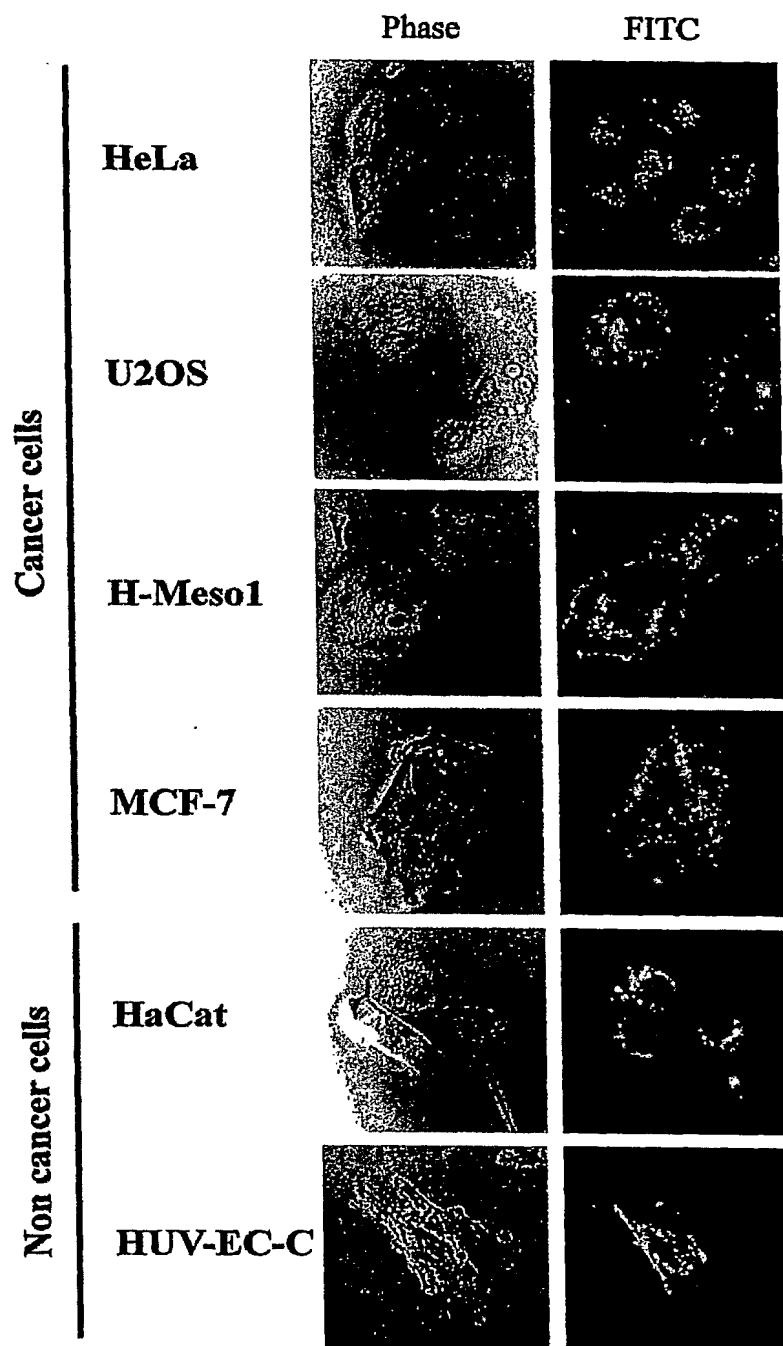 Phase FITC
Cancer cells
HeLa
U2OS
H-Meso1
MCF-7
Non cancer cells
HaCat
HUV-EC-C